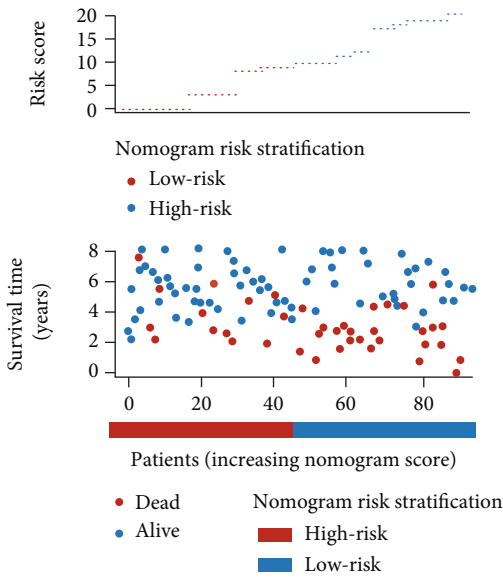 20
15
10
5
0
Risk score
Nomogram risk stratification
Low-risk
High-risk
8
6
4
2
0
Survival time
(years)
0 20 40 60 80
Patients (increasing nomogram score)
Dead
Alive
Nomogram risk stratification
High-risk
Low-risk